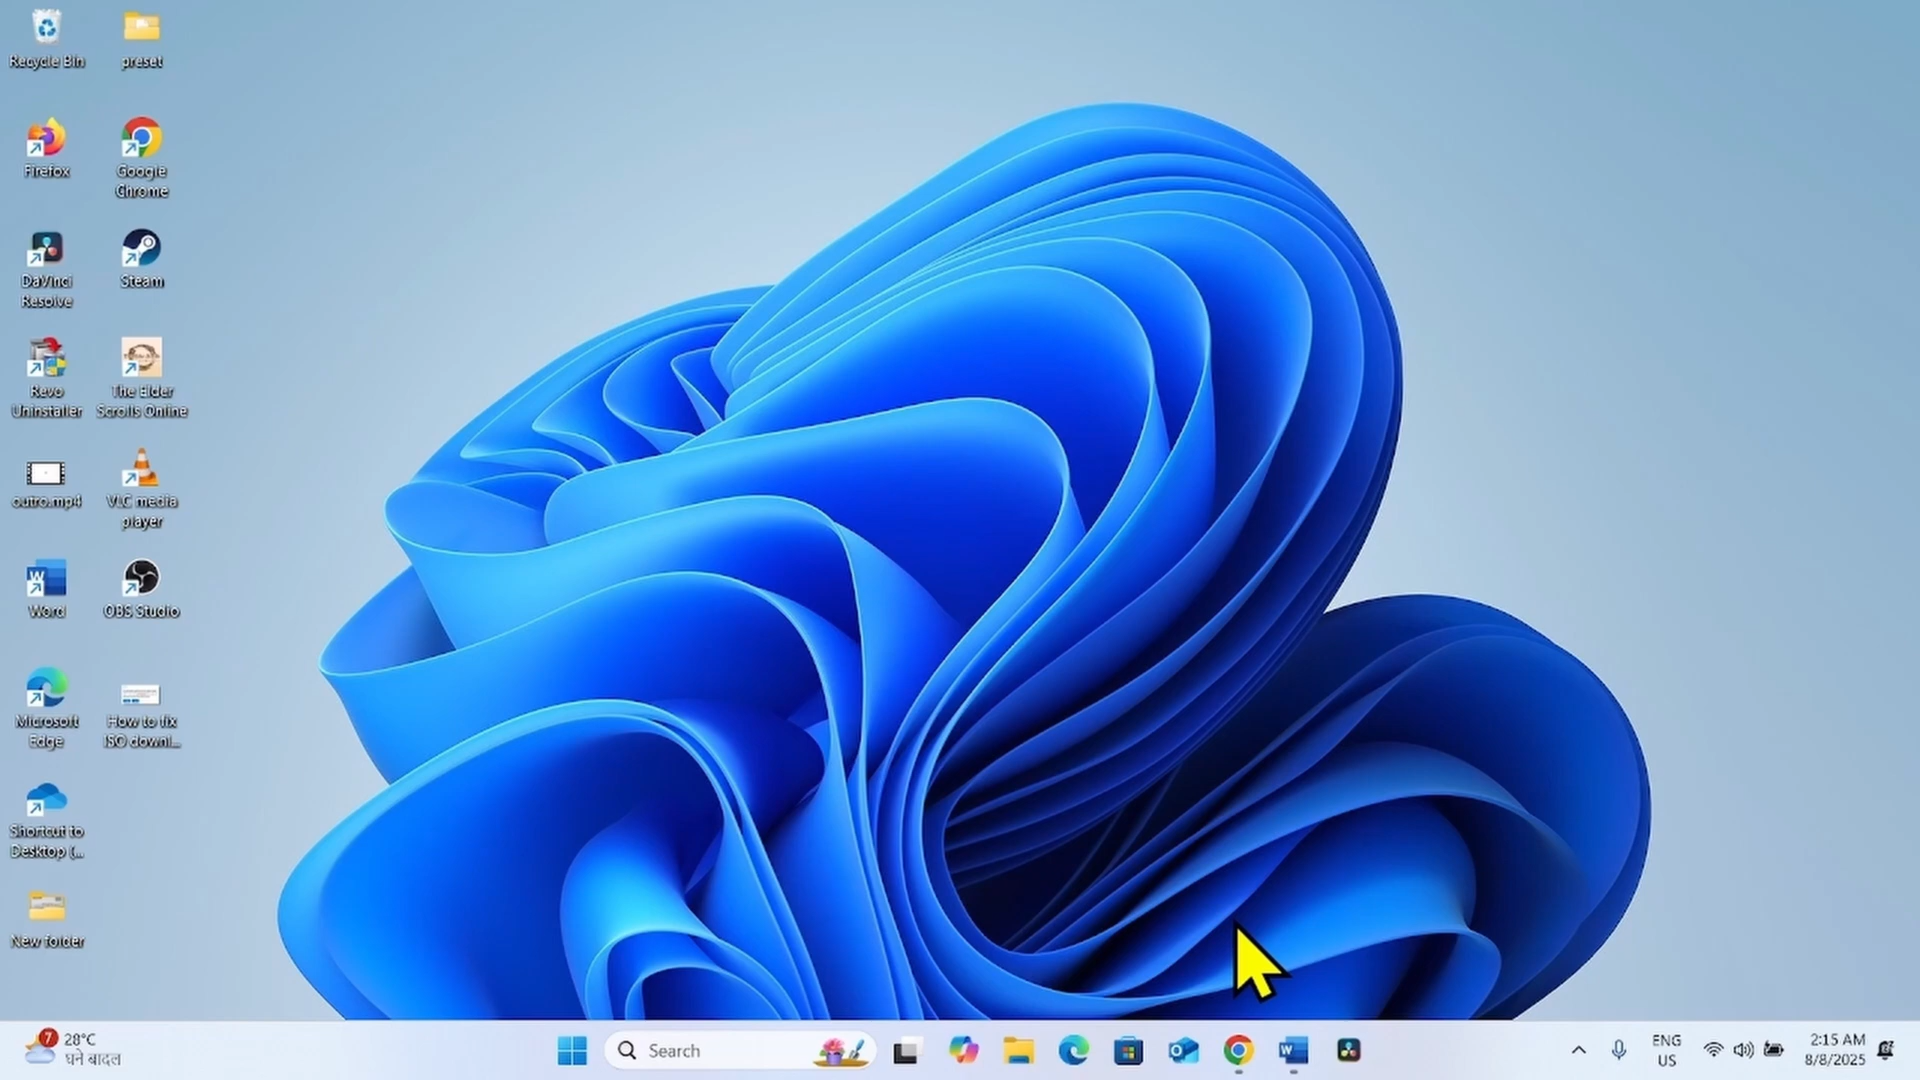 Recycle Bin
preset
Firefox
Google
Chrome
DaVinci
Resolve
Steam
Revo
Uninstaller
The Elder
Scrolls Online
outro.mp4
VLC media
player
Word
OBS Studio
Microsoft
Edge
How to fix
ISO downl...
Shortcut to
Desktop (...
New folder
7
28°C
घने बादल
Search
ENG
US
2:15 AM
8/8/2025